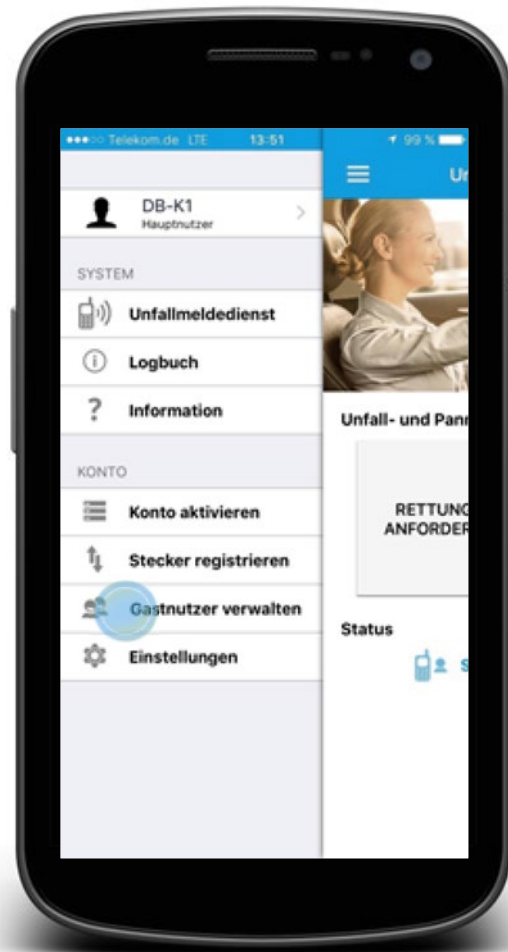 Telekom.de LTE 13:51
99 %
DB-K1
Hauptnutzer
SYSTEM
Unfallmeldedienst
Logbuch
? Information
KONTO
Konto aktivieren
Stecker registrieren
Gastnutzer verwalten
Einstellungen
Un
Unfall- und Pann
RETTUNG
ANFORDER
Status
S